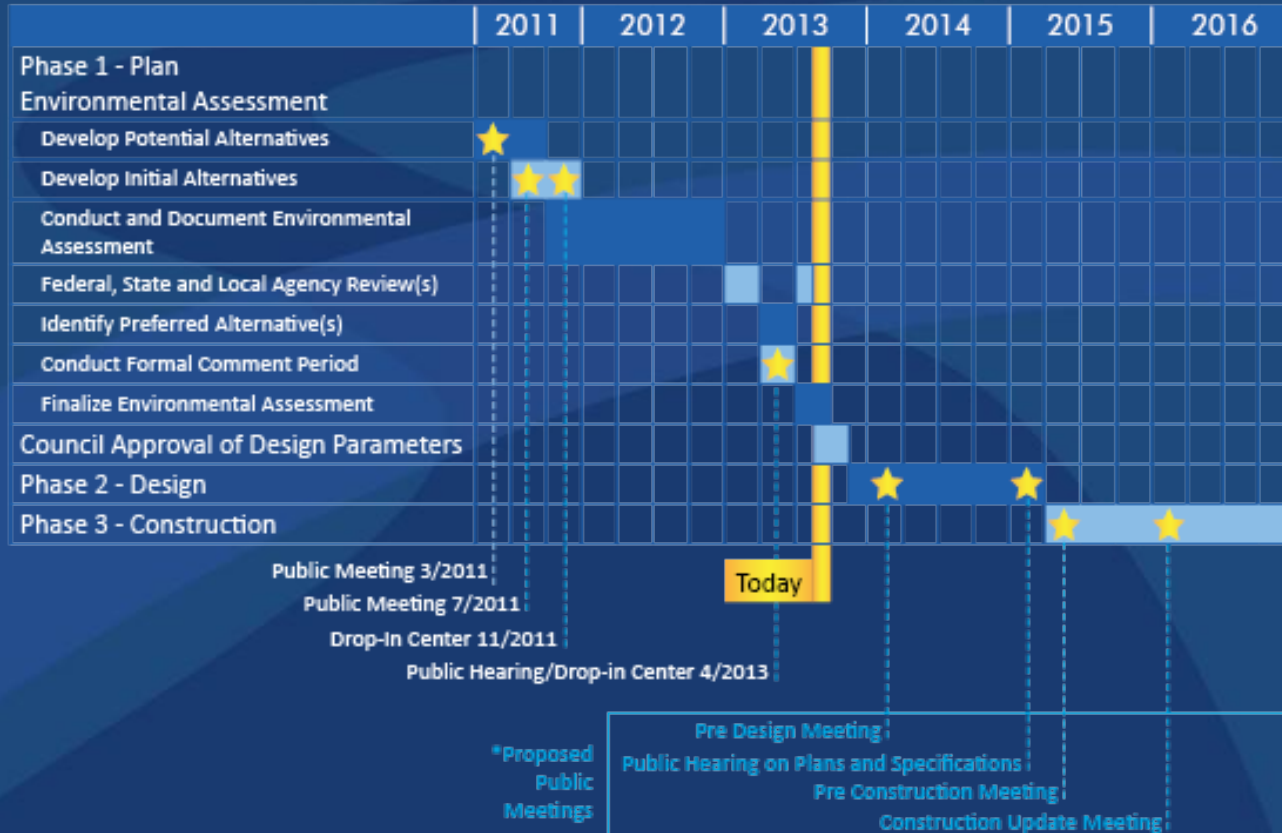 2011 2012 2013 2014 2015 2016
Phase 1 - Plan
Environmental Assessment
Develop Potential Alternatives
Develop Initial Alternatives
Conduct and Document Environmental
Assessment
Federal, State and Local Agency Review(s)
Identify Preferred Alternative(s)
Conduct Formal Comment Period
Finalize Environmental Assessment
Council Approval of Design Parameters
Phase 2 - Design
Phase 3 - Construction
Public Meeting 3/2011
Today
Public Meeting 7/2011
Drop-In Center 11/2011
Public Hearing/Drop-in Center 4/2013
*Proposed
Public
Meetings
Pre Design Meeting
Public Hearing on Plans and Specifications
Pre Construction Meeting
Construction Update Meeting